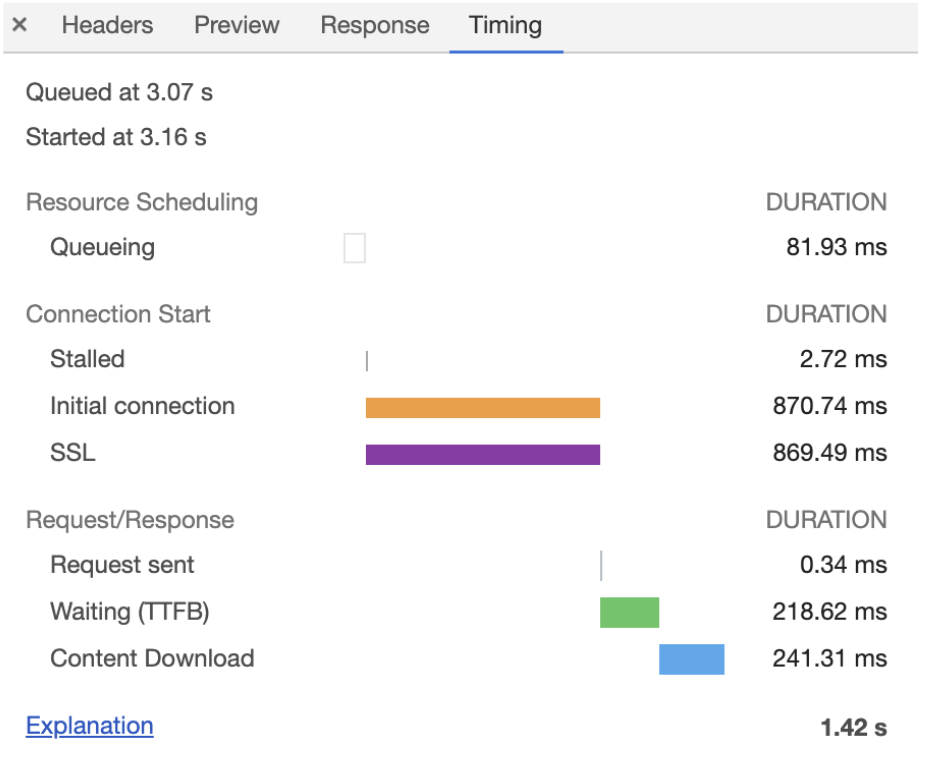 × Headers Preview Response Timing
Queued at 3.07 s
Started at 3.16 s
Resource Scheduling DURATION
Queueing 81.93 ms
Connection Start DURATION
Stalled 2.72 ms
Initial connection 870.74 ms
SSL 869.49 ms
Request/Response DURATION
Request sent 0.34 ms
Waiting (TTFB) 218.62 ms
Content Download 241.31 ms
Explanation 1.42 s